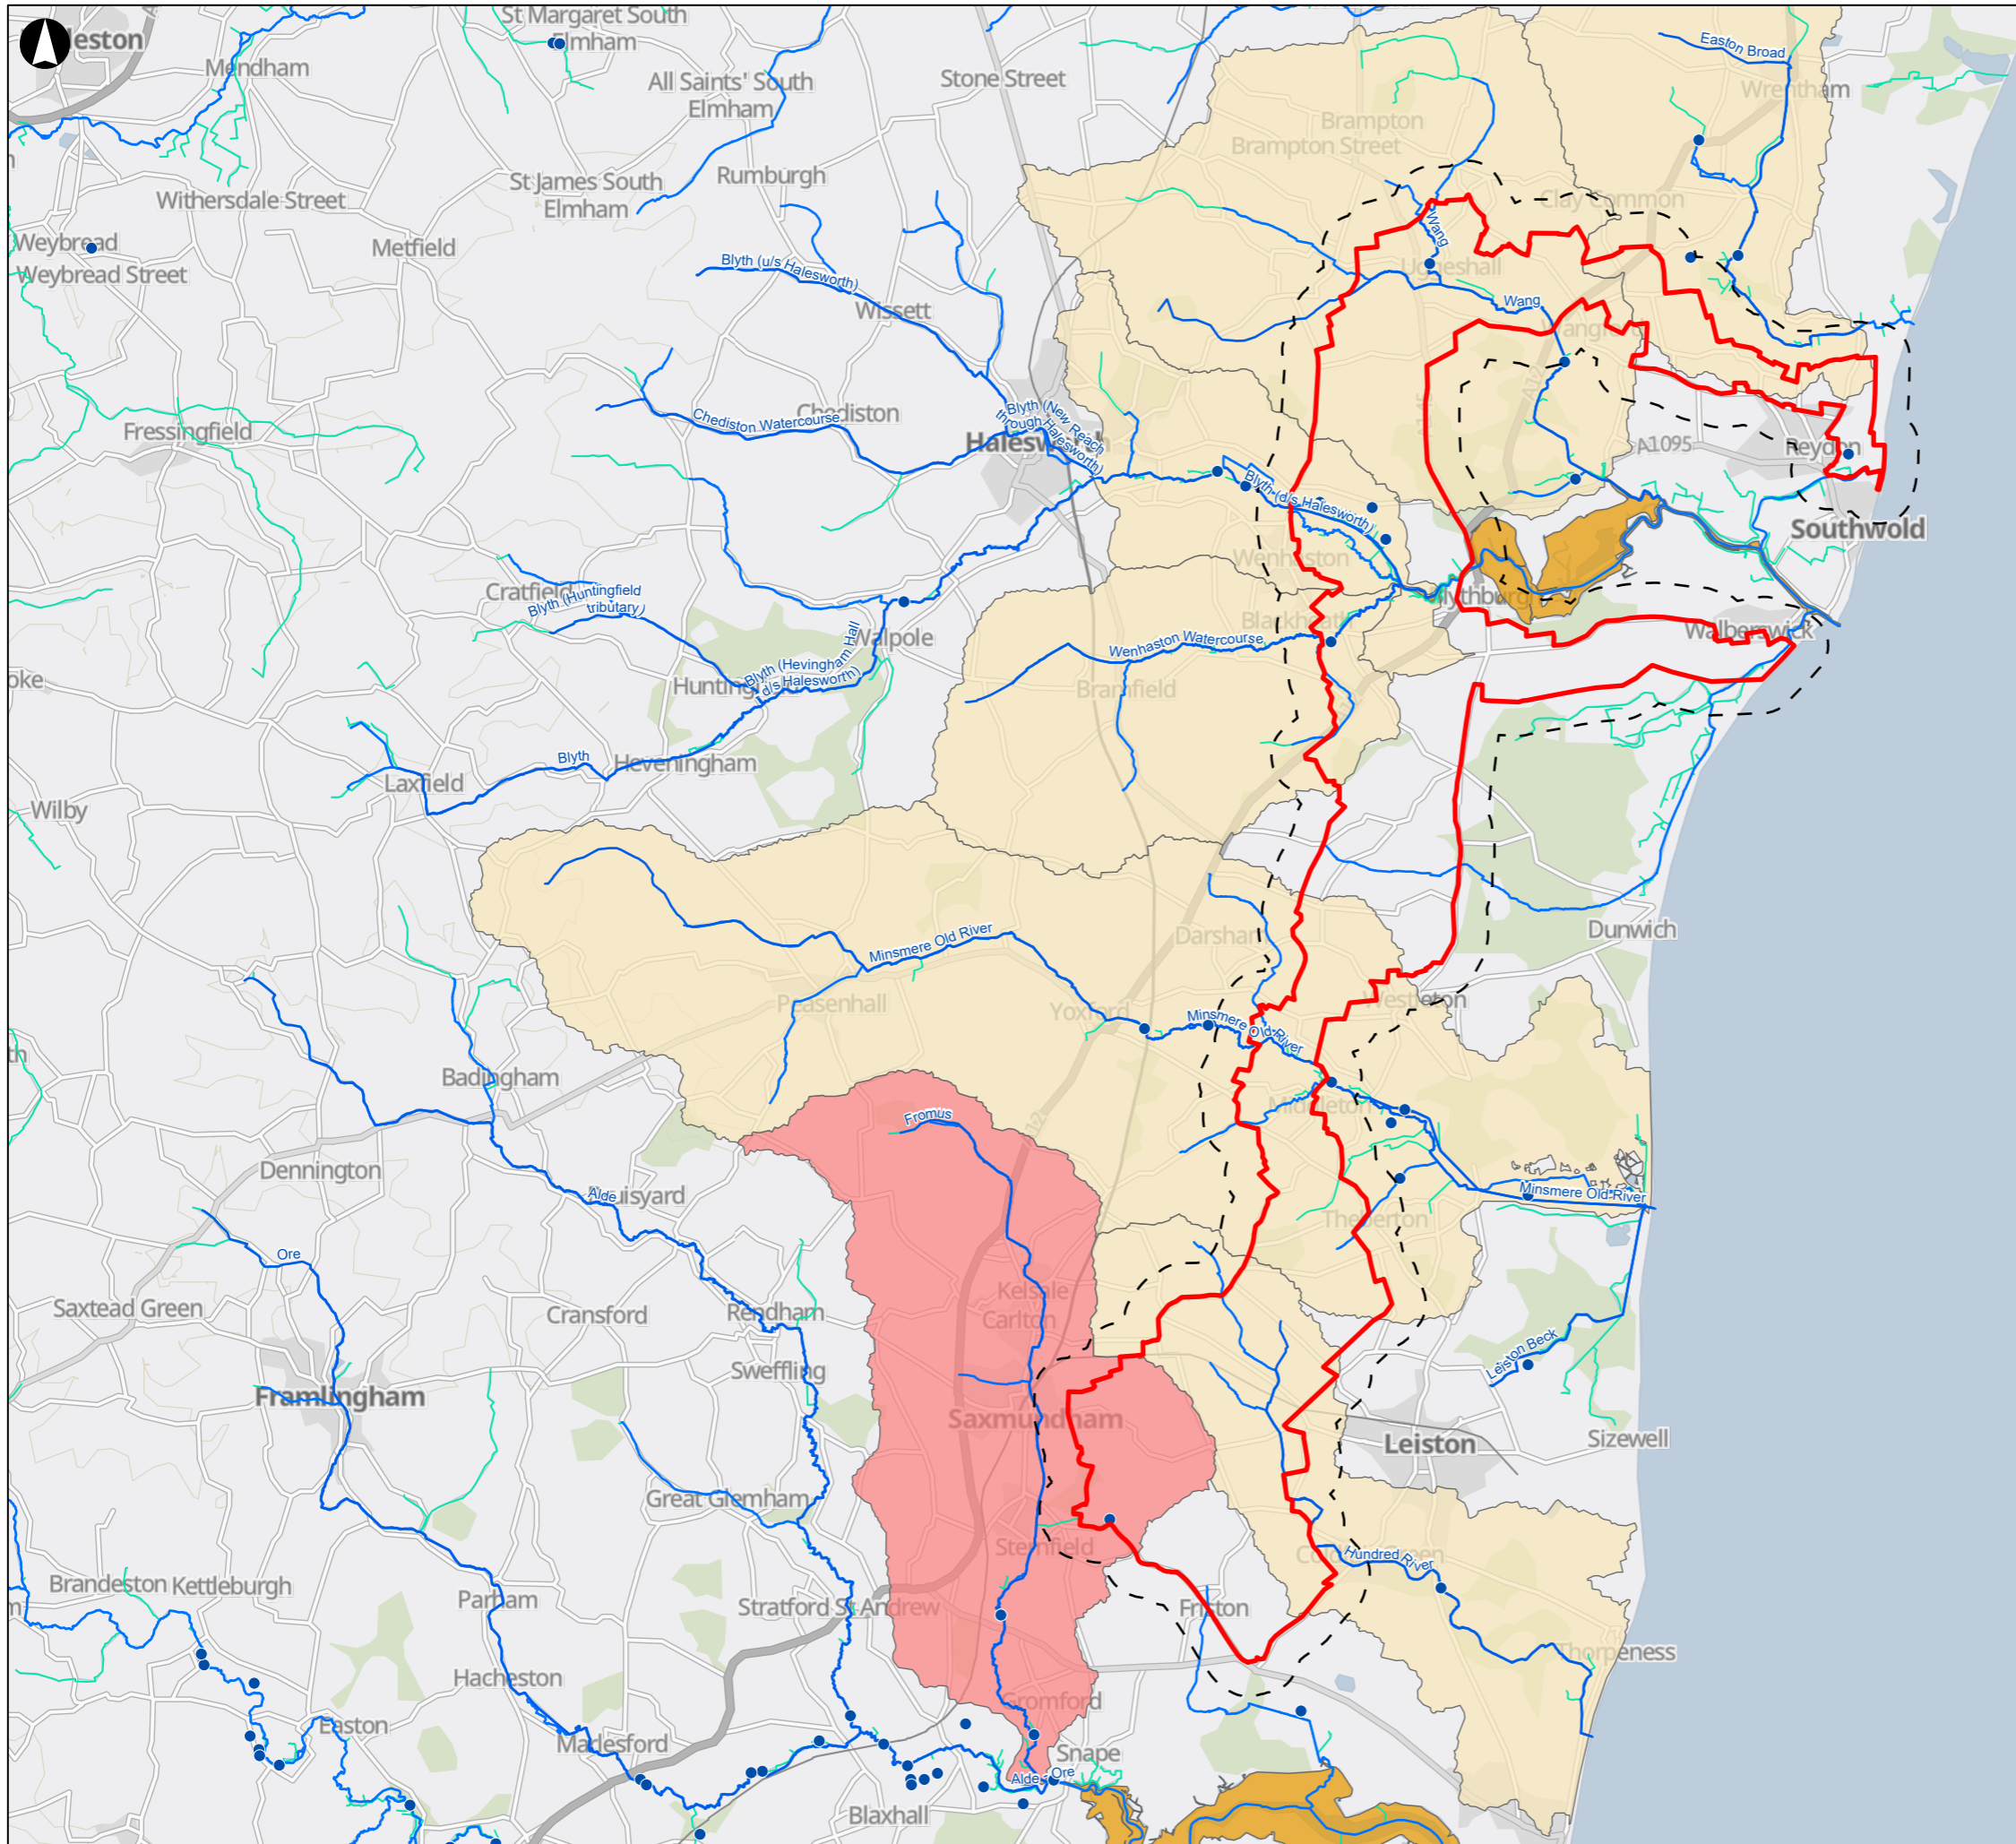 St Margaret South
Elmham
Mendham
All Saints' South
Elmham
Stone Street
Easton Broad
Wrentham
Brampton
Brampton Street
Rumburgh
St James South
Elmham
Withersdale Street
Clay Common
Weybread
Weybread Street
Metfield
Wang
Uggeshall
Blyth (u/s Halesworth)
Wissett
Wang
Chediston
Chediston Watercourse
Blyth (New Reach
through Halesworth)
Fressingfield
A1095
Reydon
Blyth (d/s Halesworth)
Southwold
Wenhaston
Cratfield
Blyth (Huntingfield
tributary)
Blackheath
Walpole
Wenhaston Watercourse
Walberswick
Blyth (Hevingham Hall
d/s Halesworth)
Bramfield
Blyth
Heveningham
Laxfield
Wilby
Dunwich
Darsham
Minsmere Old River
Peasenhall
Yoxford
Westleton
Minsmere Old River
Badingham
Middleton
Fromus
Dennington
Alde
Minsmere Old River
Theberton
Ore
Kelsale
Carlton
Saxtead Green
Cransford
Rendham
Leiston Beck
Sweffling
Framlingham
Saxmundham
Leiston
Sizewell
Great Glemham
Sternfield
Hundred River
Brandeston
Kettleburgh
Parham
Stratford St Andrew
Friston
Thorpeness
Hacheston
Gromford
Easton
Snape
Alde - Ore
Blaxhall